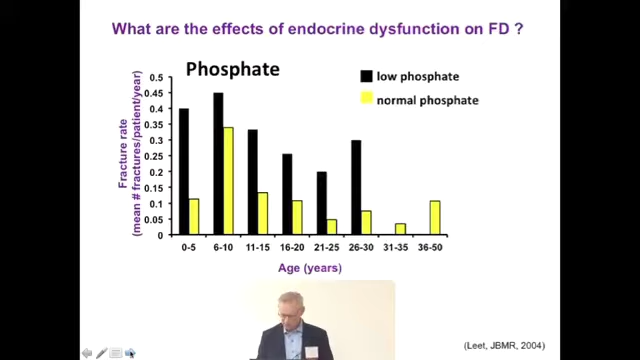 What are the effects of endocrine dysfunction on FD ?
Phosphate
low phosphate
normal phosphate
Fracture rate
(mean # fractures/patient/year)
0.5
0.45
0.4
0.35
0.3
0.25
0.2
0.15
0.1
0.05
0
0-5 6-10 11-15 16-20 21-25 26-30 31-35 36-50
Age (years)
(Leet, JBMR, 2004)